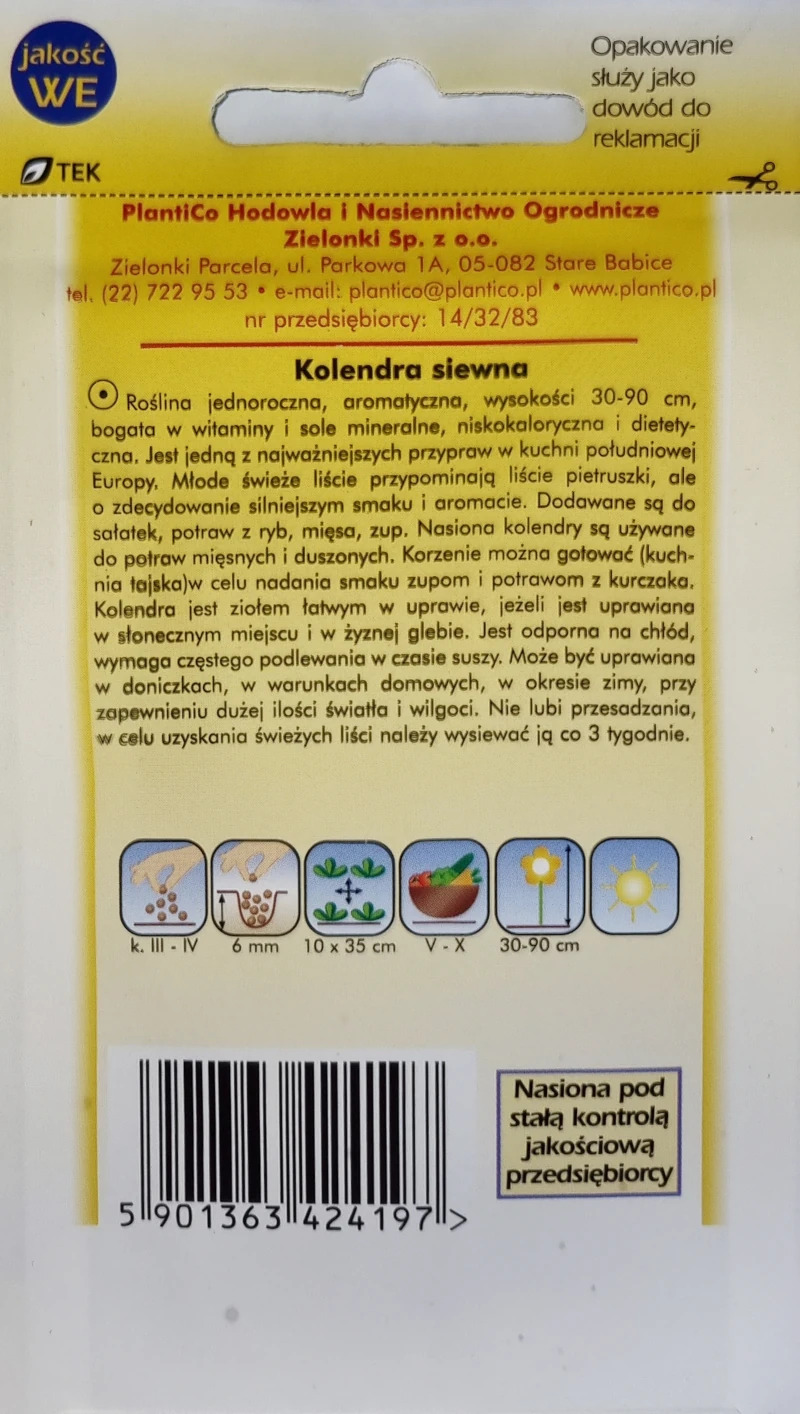 jakość
WE
Opakowanie
służy jako
dowód do
reklamacji
TEK
PlantiCo Hodowla i Nasiennictwo Ogrodnicze
Zielonki Sp. z o.o.
Zielonki Parcela, ul. Parkowa 1A, 05-082 Stare Babice
tel. (22) 722 95 53 • e-mail: plantico@plantico.pl • www.plantico.pl
nr przedsiębiorcy: 14/32/83
Kolendra siewna
Roślina jednoroczna, aromatyczna, wysokości 30-90 cm,
bogata w witaminy i sole mineralne, niskokaloryczna i dietety-
czna. Jest jedną z najważniejszych przypraw w kuchni południowej
Europy. Młode świeże liście przypominają liście pietruszki, ale
o zdecydowanie silniejszym smaku i aromacie. Dodawane są do
sałatek, potraw z ryb, mięsa, zup. Nasiona kolendry są używane
do potraw mięsnych i duszonych. Korzenie można gotować (kuch-
nia tajska)w celu nadania smaku zupom i potrawom z kurczaka.
Kolendra jest ziołem łatwym w uprawie, jeżeli jest uprawiana
w słonecznym miejscu i w żyznej glebie. Jest odporna na chłód,
wymaga częstego podlewania w czasie suszy. Może być uprawiana
w doniczkach, w warunkach domowych, w okresie zimy, przy
zapewnieniu dużej ilości światła i wilgoci. Nie lubi przesadzania,
w celu uzyskania świeżych liści należy wysiewać ją co 3 tygodnie.
k. III - IV 6 mm 10 x 35 cm V - X 30-90 cm
Nasiona pod
stałą kontrolą
jakościową
przedsiębiorcy
5 901363 424197 >